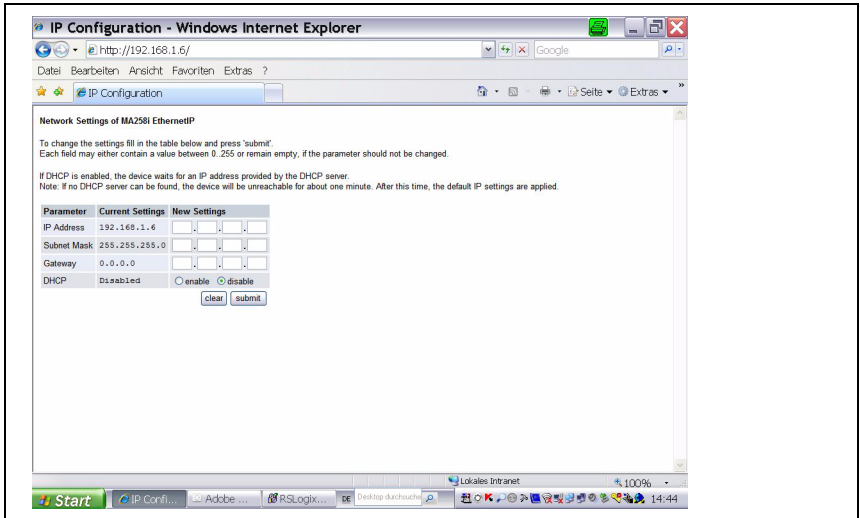 IP Configuration - Windows Internet Explorer
http://192.168.1.6/
Google
Datei Bearbeiten Ansicht Favoriten Extras ?
IP Configuration
Seite Extras »
Network Settings of MA258i EthernetIP
To change the settings fill in the table below and press 'submit'.
Each field may either contain a value between 0..255 or remain empty, if the parameter should not be changed.
If DHCP is enabled, the device waits for an IP address provided by the DHCP server.
Note: If no DHCP server can be found, the device will be unreachable for about one minute. After this time, the default IP settings are applied.
Parameter Current Settings New Settings
IP Address 192.168.1.6 . . .
Subnet Mask 255.255.255.0 . . .
Gateway 0.0.0.0 . . .
DHCP Disabled enable disable
clear submit
Lokales Intranet 100%
Start IP Confi... Adobe ... RSLogix... DE Desktop durchsuche 14:44